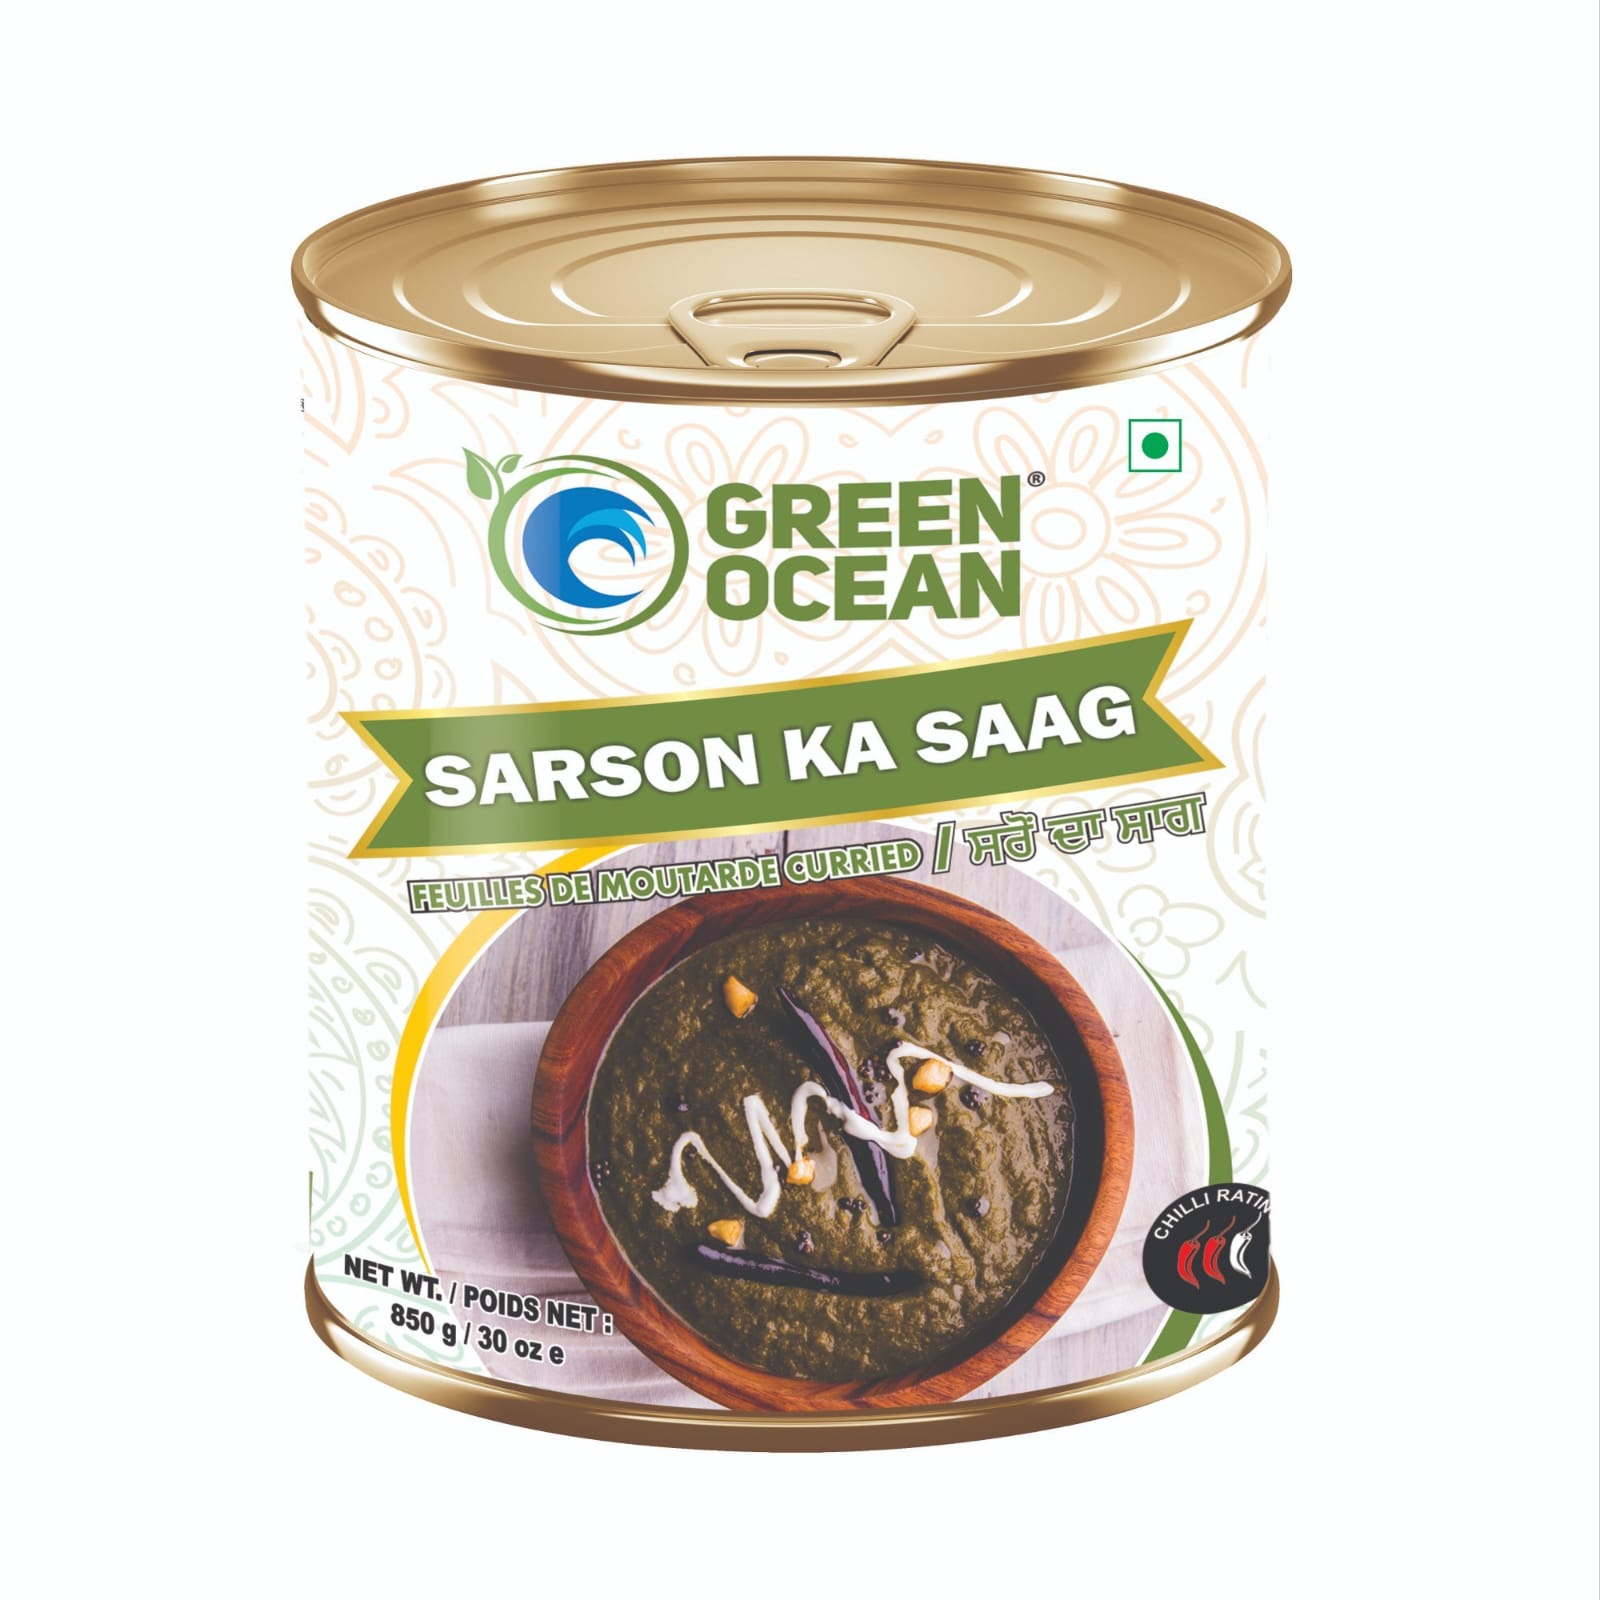 GREEN®
OCEAN
SARSON KA SAAG
FEUILLES DE MOUTARDE CURRIED / ਸਰੋਂ ਦਾ ਸਾਗ
CHILLI RATIN
NET WT. / POIDS NET :
850 g / 30 oz e